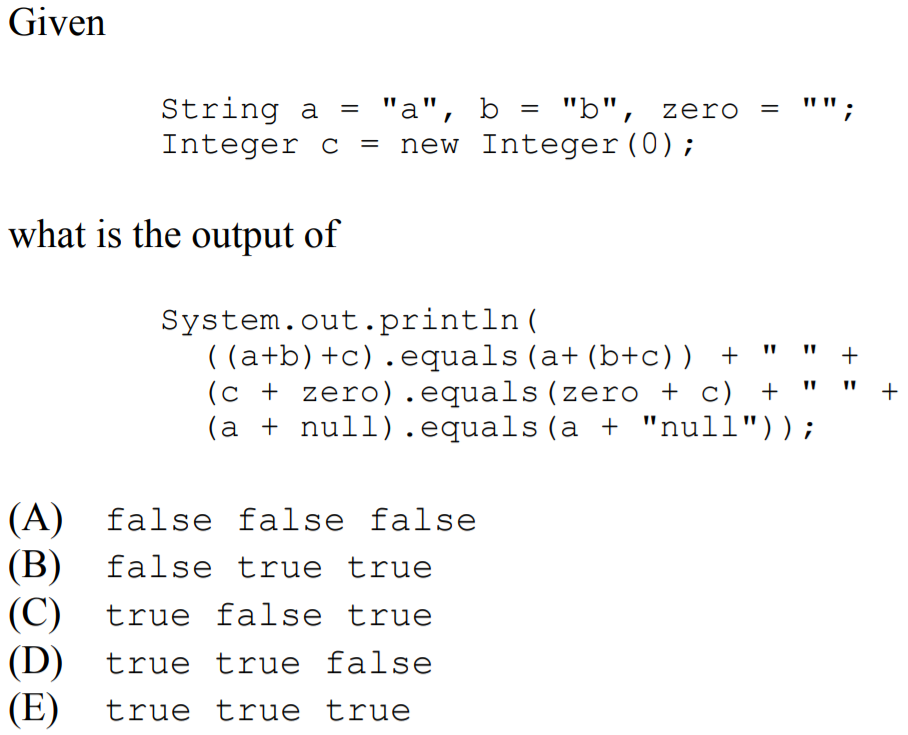 Given
String a = "a", b = "b", zero = "";
Integer c = new Integer(0);
what is the output of
System.out.println(
((a+b)+c).equals(a+(b+c)) + " " +
(c + zero).equals(zero + c) + " " +
(a + null).equals(a + "null"));
(A) false false false
(B) false true true
(C) true false true
(D) true true false
(E) true true true